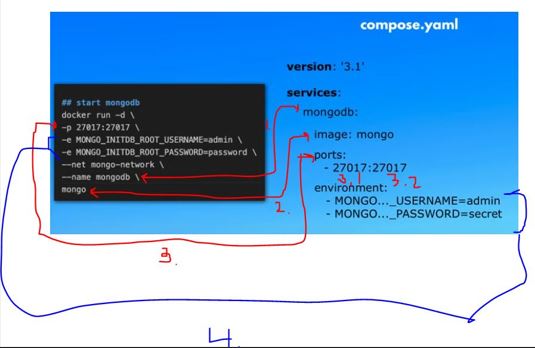 compose.yaml
## start mongodb
docker run -d \
-p 27017:27017 \
-e MONGO_INITDB_ROOT_USERNAME=admin \
-e MONGO_INITDB_ROOT_PASSWORD=password \
--net mongo-network \
--name mongodb \
mongo
version: '3.1'
services:
mongodb:
image: mongo
ports:
- 27017:27017
environment:
- MONGO..._USERNAME=admin
- MONGO..._PASSWORD=secret
1.
2.
3.
3.1
3.2
4.